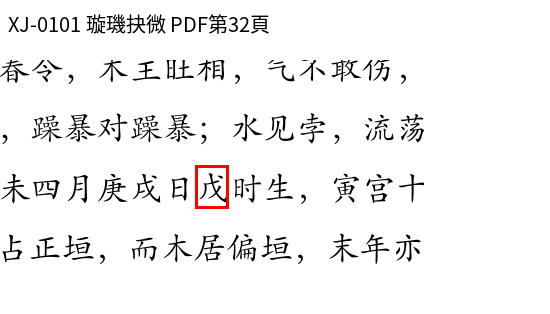 XJ-0101 璇璣抉微 PDF第32頁
春令，木王旺相，气不敢伤，
，躁暴对躁暴；水见孛，流荡
未四月庚戌日戊时生，寅宫十
占正垣，而木居偏垣，末年亦